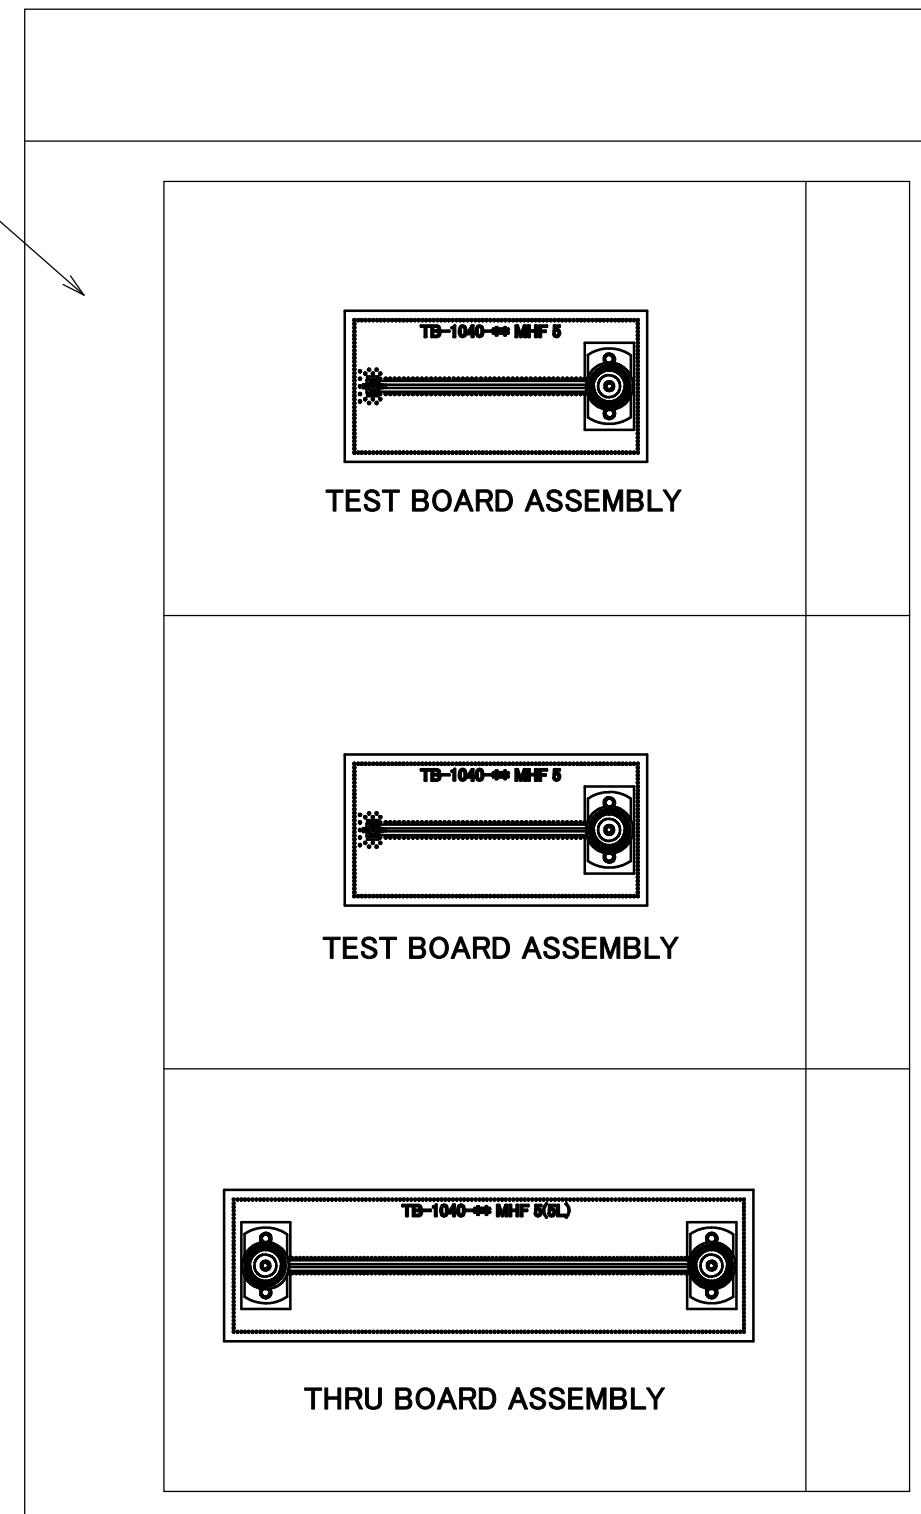 TB-1040-** MHF 5
TEST BOARD ASSEMBLY
TB-1040-** MHF 5
TEST BOARD ASSEMBLY
TB-1040-** MHF 5(5L)
THRU BOARD ASSEMBLY